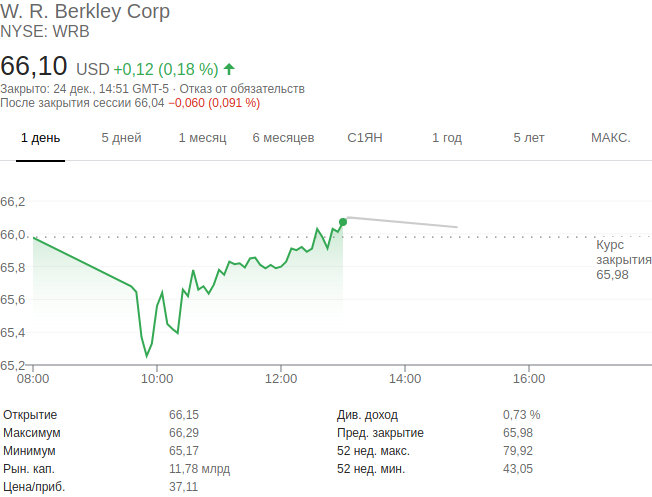 W. R. Berkley Corp
NYSE: WRB
66,10 USD +0,12 (0,18 %)
Закрыто: 24 дек., 14:51 GMT-5 · Отказ от обязательств
После закрытия сессии 66,04 −0,060 (0,091 %)
1 день 5 дней 1 месяц 6 месяцев С1ЯН 1 год 5 лет МАКС.
66,2
66,0
65,8
65,6
65,4
65,2
Курс
закрытия
65,98
08:00 10:00 12:00 14:00 16:00
Открытие 66,15 Див. доход 0,73 %
Максимум 66,29 Пред. закрытие 65,98
Минимум 65,17 52 нед. макс. 79,92
Рын. кап. 11,78 млрд 52 нед. мин. 43,05
Цена/приб. 37,11